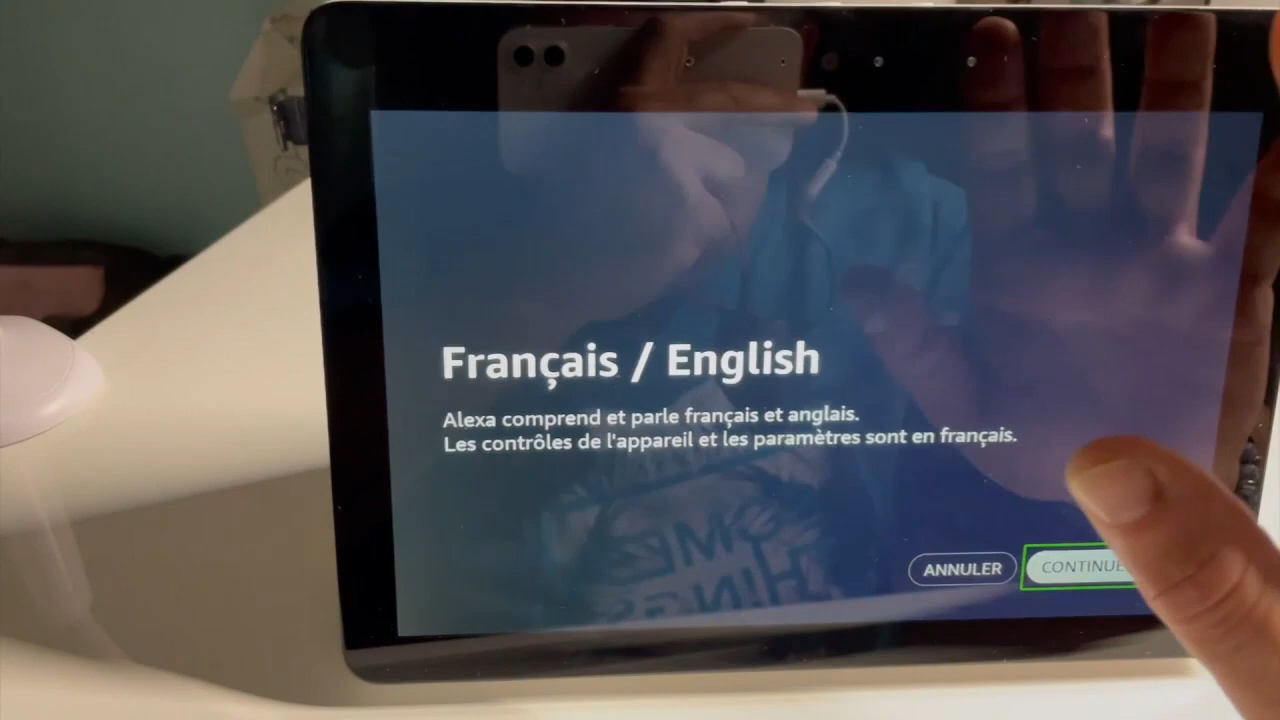 Français / English
Alexa comprend et parle français et anglais.
Les contrôles de l'appareil et les paramètres sont en français.
ANNULER
CONTINUE